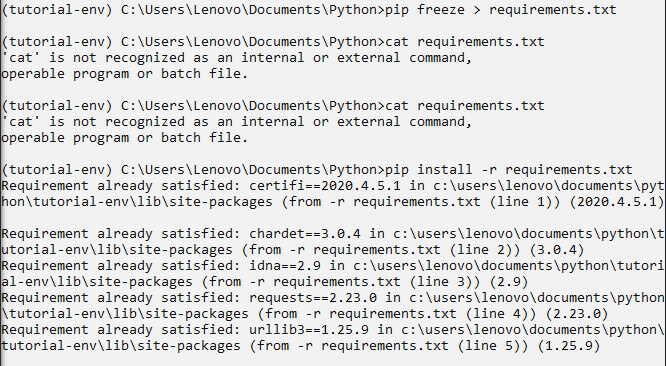 (tutorial-env) C:\Users\Lenovo\Documents\Python>pip freeze > requirements.txt
(tutorial-env) C:\Users\Lenovo\Documents\Python>cat requirements.txt
'cat' is not recognized as an internal or external command,
operable program or batch file.
(tutorial-env) C:\Users\Lenovo\Documents\Python>cat requirements.txt
'cat' is not recognized as an internal or external command,
operable program or batch file.
(tutorial-env) C:\Users\Lenovo\Documents\Python>pip install -r requirements.txt
Requirement already satisfied: certifi==2020.4.5.1 in c:\users\lenovo\documents\pyt
hon\tutorial-env\lib\site-packages (from -r requirements.txt (line 1)) (2020.4.5.1)
Requirement already satisfied: chardet==3.0.4 in c:\users\lenovo\documents\python\t
utorial-env\lib\site-packages (from -r requirements.txt (line 2)) (3.0.4)
Requirement already satisfied: idna==2.9 in c:\users\lenovo\documents\python\tutori
al-env\lib\site-packages (from -r requirements.txt (line 3)) (2.9)
Requirement already satisfied: requests==2.23.0 in c:\users\lenovo\documents\python
\tutorial-env\lib\site-packages (from -r requirements.txt (line 4)) (2.23.0)
Requirement already satisfied: urllib3==1.25.9 in c:\users\lenovo\documents\python\
tutorial-env\lib\site-packages (from -r requirements.txt (line 5)) (1.25.9)